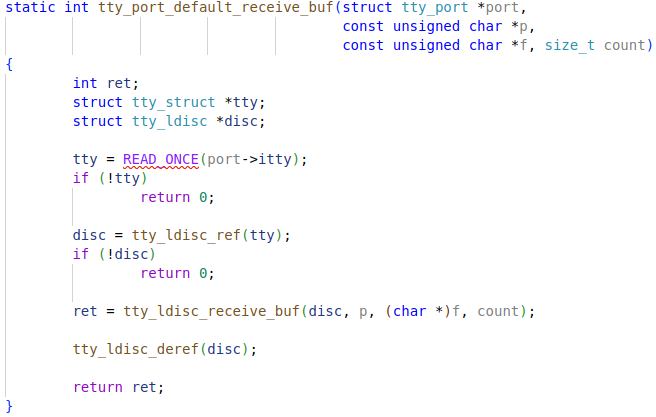 static int tty_port_default_receive_buf(struct tty_port *port,
                                        const unsigned char *p,
                                        const unsigned char *f, size_t count)
{
        int ret;
        struct tty_struct *tty;
        struct tty_ldisc *disc;

        tty = READ_ONCE(port->itty);
        if (!tty)
                return 0;

        disc = tty_ldisc_ref(tty);
        if (!disc)
                return 0;

        ret = tty_ldisc_receive_buf(disc, p, (char *)f, count);

        tty_ldisc_deref(disc);

        return ret;
}